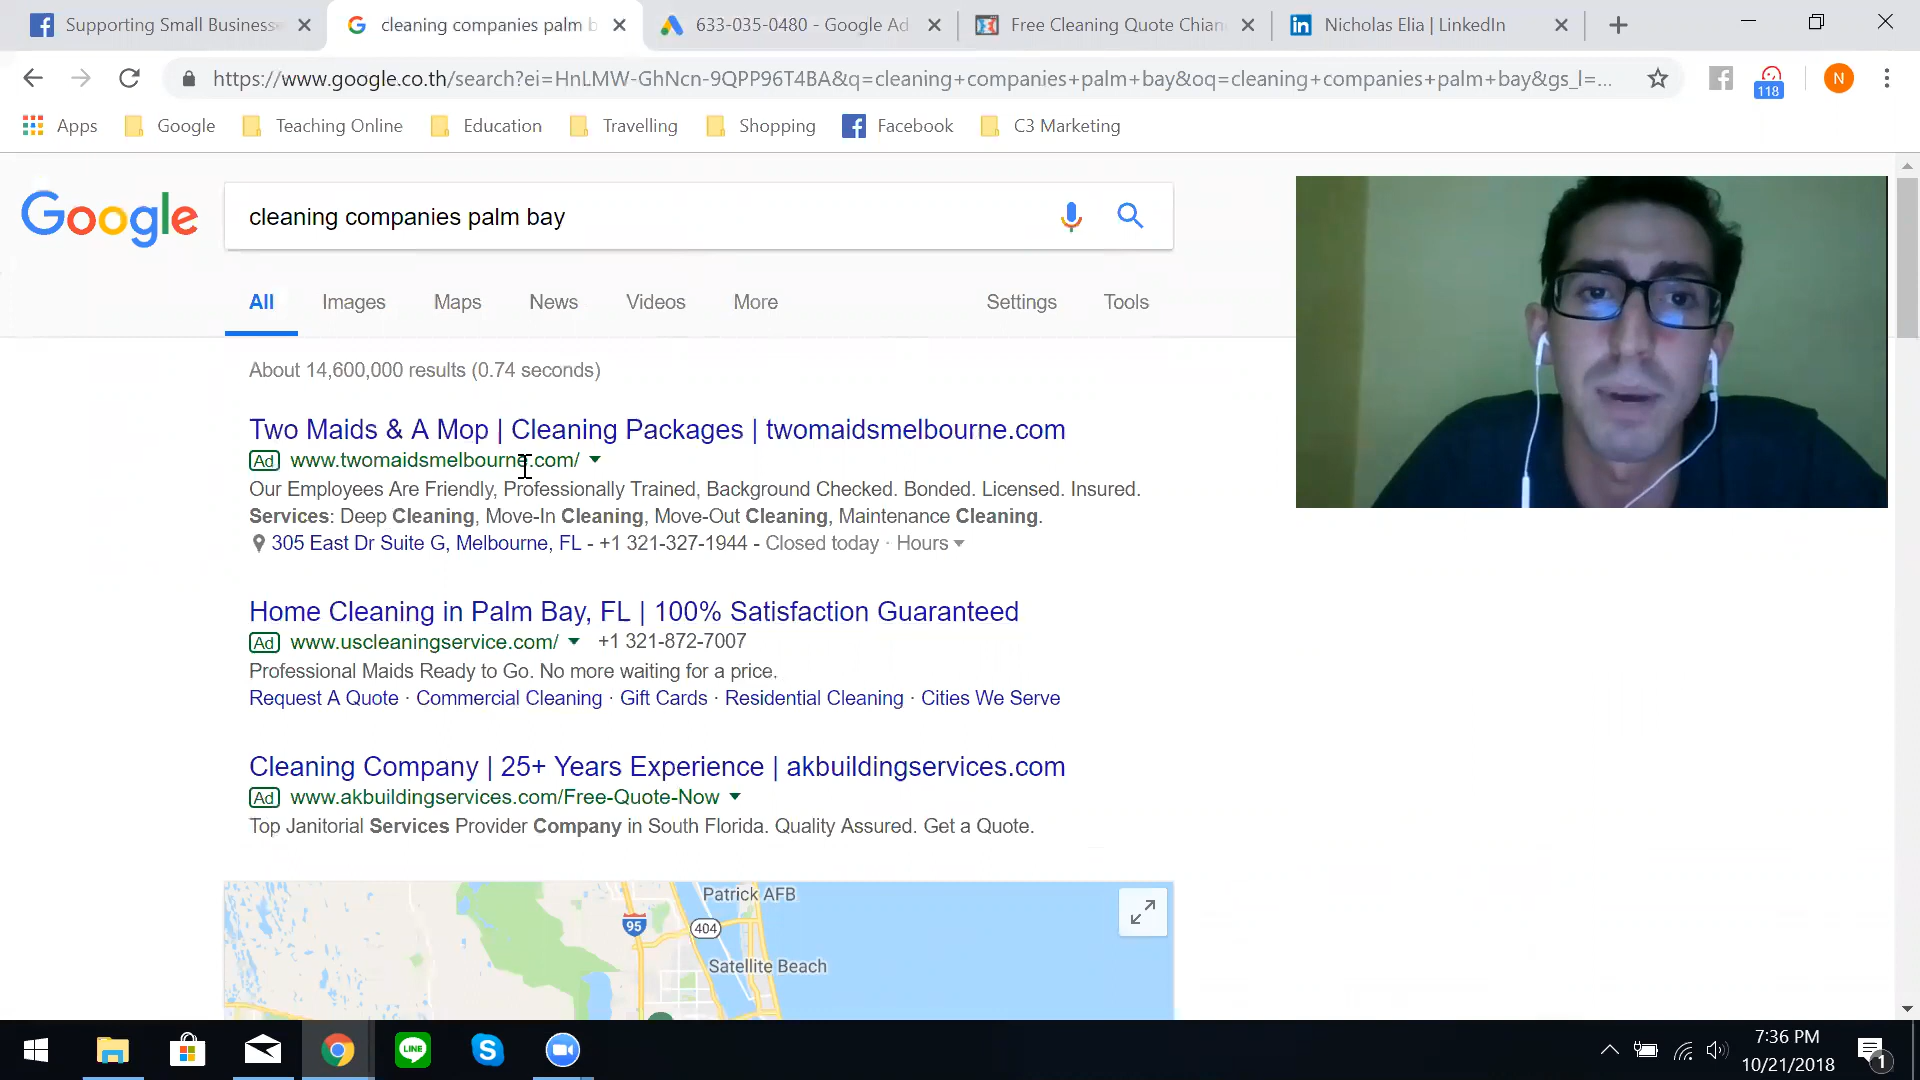 Supporting Small Businesse
cleaning companies palm b
633-035-0480 - Google Ad
Free Cleaning Quote Chian
Nicholas Elia | LinkedIn
https://www.google.co.th/search?ei=HnLMW-GhNcn-9QPP96T4BA&q=cleaning+companies+palm+bay&oq=cleaning+companies+palm+bay&gs_l=...
118
N
Apps
Google
Teaching Online
Education
Travelling
Shopping
Facebook
C3 Marketing
Google
cleaning companies palm bay
All
Images
Maps
News
Videos
More
Settings
Tools
About 14,600,000 results (0.74 seconds)
Two Maids & A Mop | Cleaning Packages | twomaidsmelbourne.com
Ad www.twomaidsmelbourne.com/
Our Employees Are Friendly, Professionally Trained, Background Checked. Bonded. Licensed. Insured.
Services: Deep Cleaning, Move-In Cleaning, Move-Out Cleaning, Maintenance Cleaning.
305 East Dr Suite G, Melbourne, FL - +1 321-327-1944 - Closed today · Hours
Home Cleaning in Palm Bay, FL | 100% Satisfaction Guaranteed
Ad www.uscleaningservice.com/ +1 321-872-7007
Professional Maids Ready to Go. No more waiting for a price.
Request A Quote · Commercial Cleaning · Gift Cards · Residential Cleaning · Cities We Serve
Cleaning Company | 25+ Years Experience | akbuildingservices.com
Ad www.akbuildingservices.com/Free-Quote-Now
Top Janitorial Services Provider Company in South Florida. Quality Assured. Get a Quote.
Patrick AFB
95
404
Satellite Beach
LINE
7:36 PM
10/21/2018
1